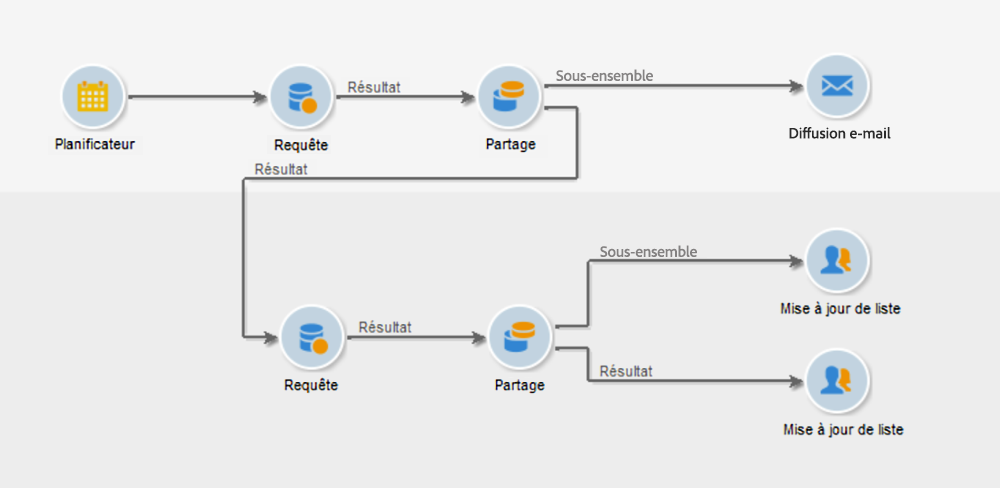 Résultat
Sous-ensemble
Planificateur
Requête
Partage
Diffusion e-mail
Résultat
Sous-ensemble
Mise à jour de liste
Résultat
Résultat
Requête
Partage
Mise à jour de liste